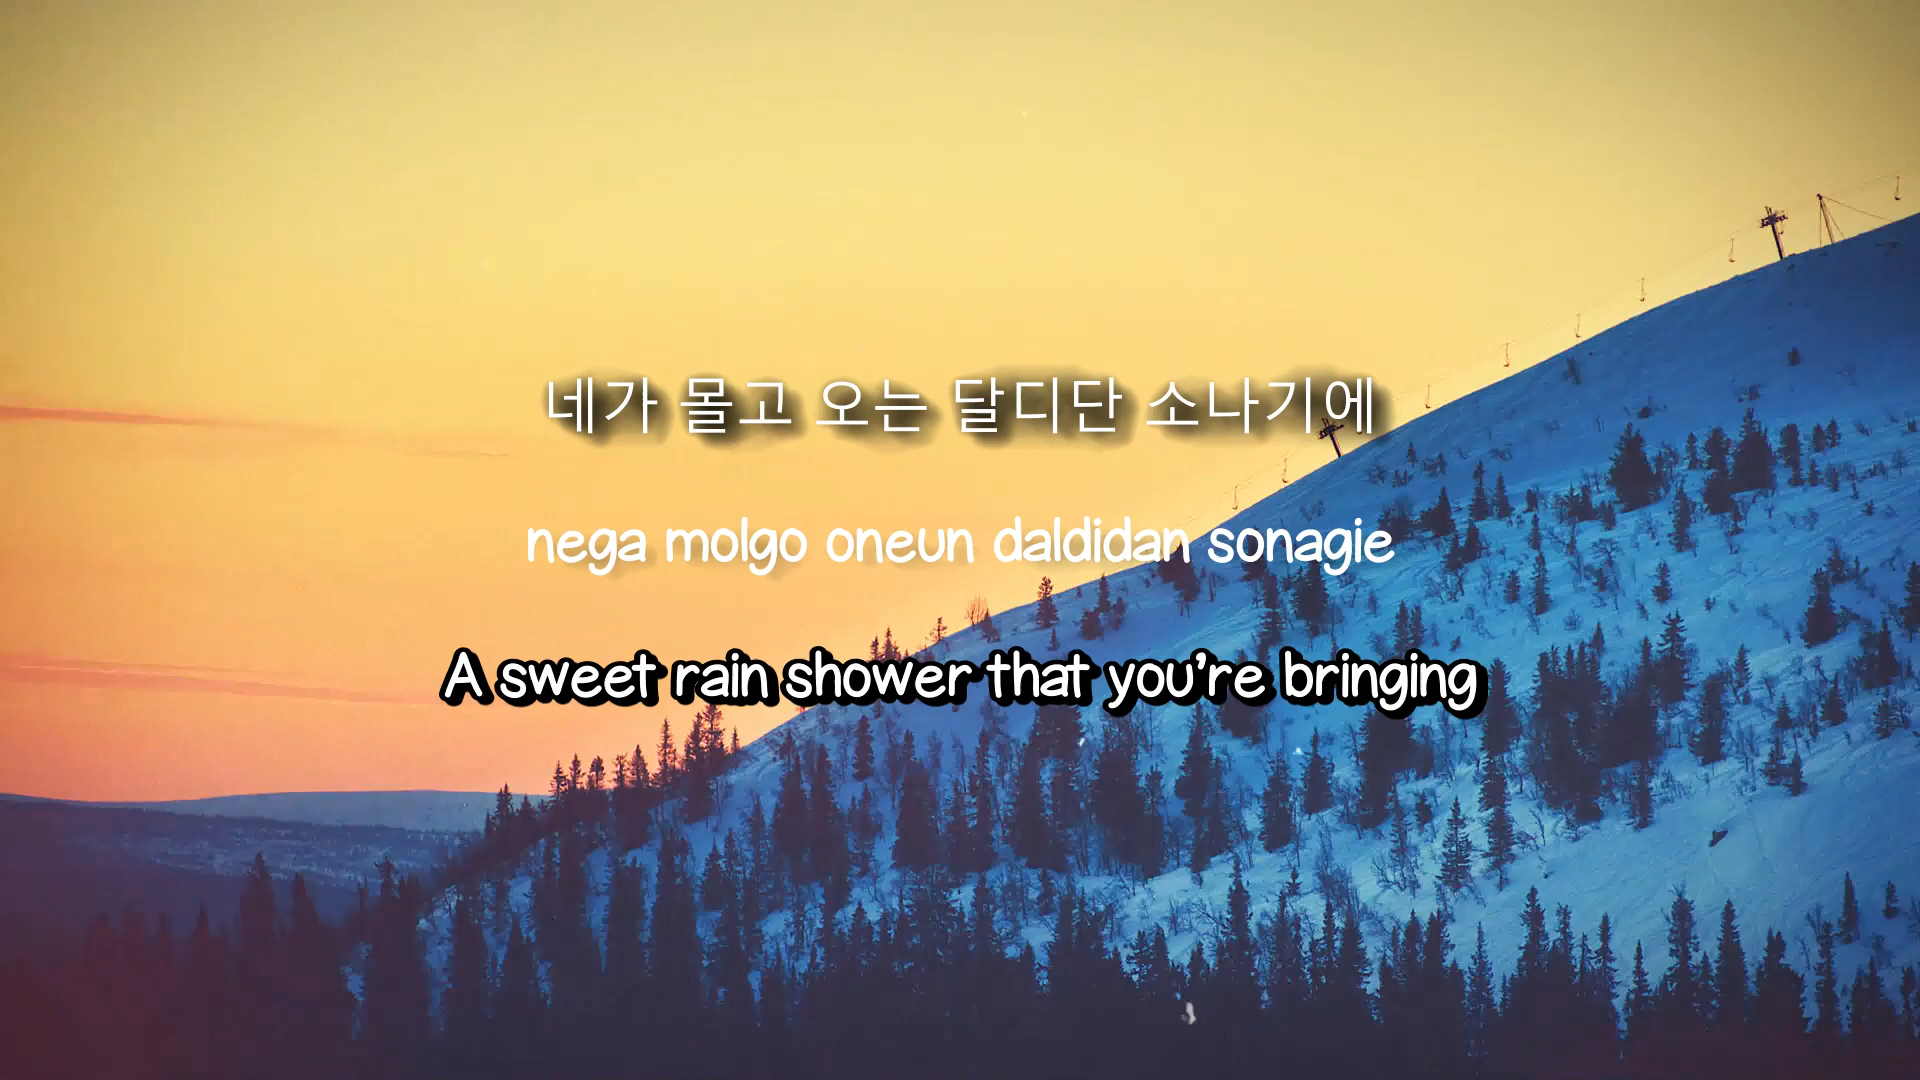 네가 몰고 오는 달디단 소나기에
nega molgo oneun daldidan sonagie
A sweet rain shower that you're bringing